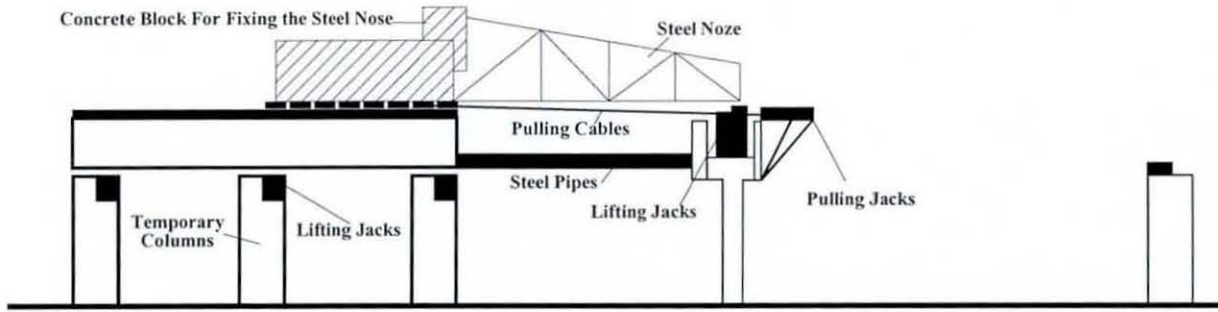 Concrete Block For Fixing the Steel Nose
Steel Noze
Pulling Cables
Steel Pipes
Lifting Jacks
Pulling Jacks
Temporary
Columns
Lifting Jacks